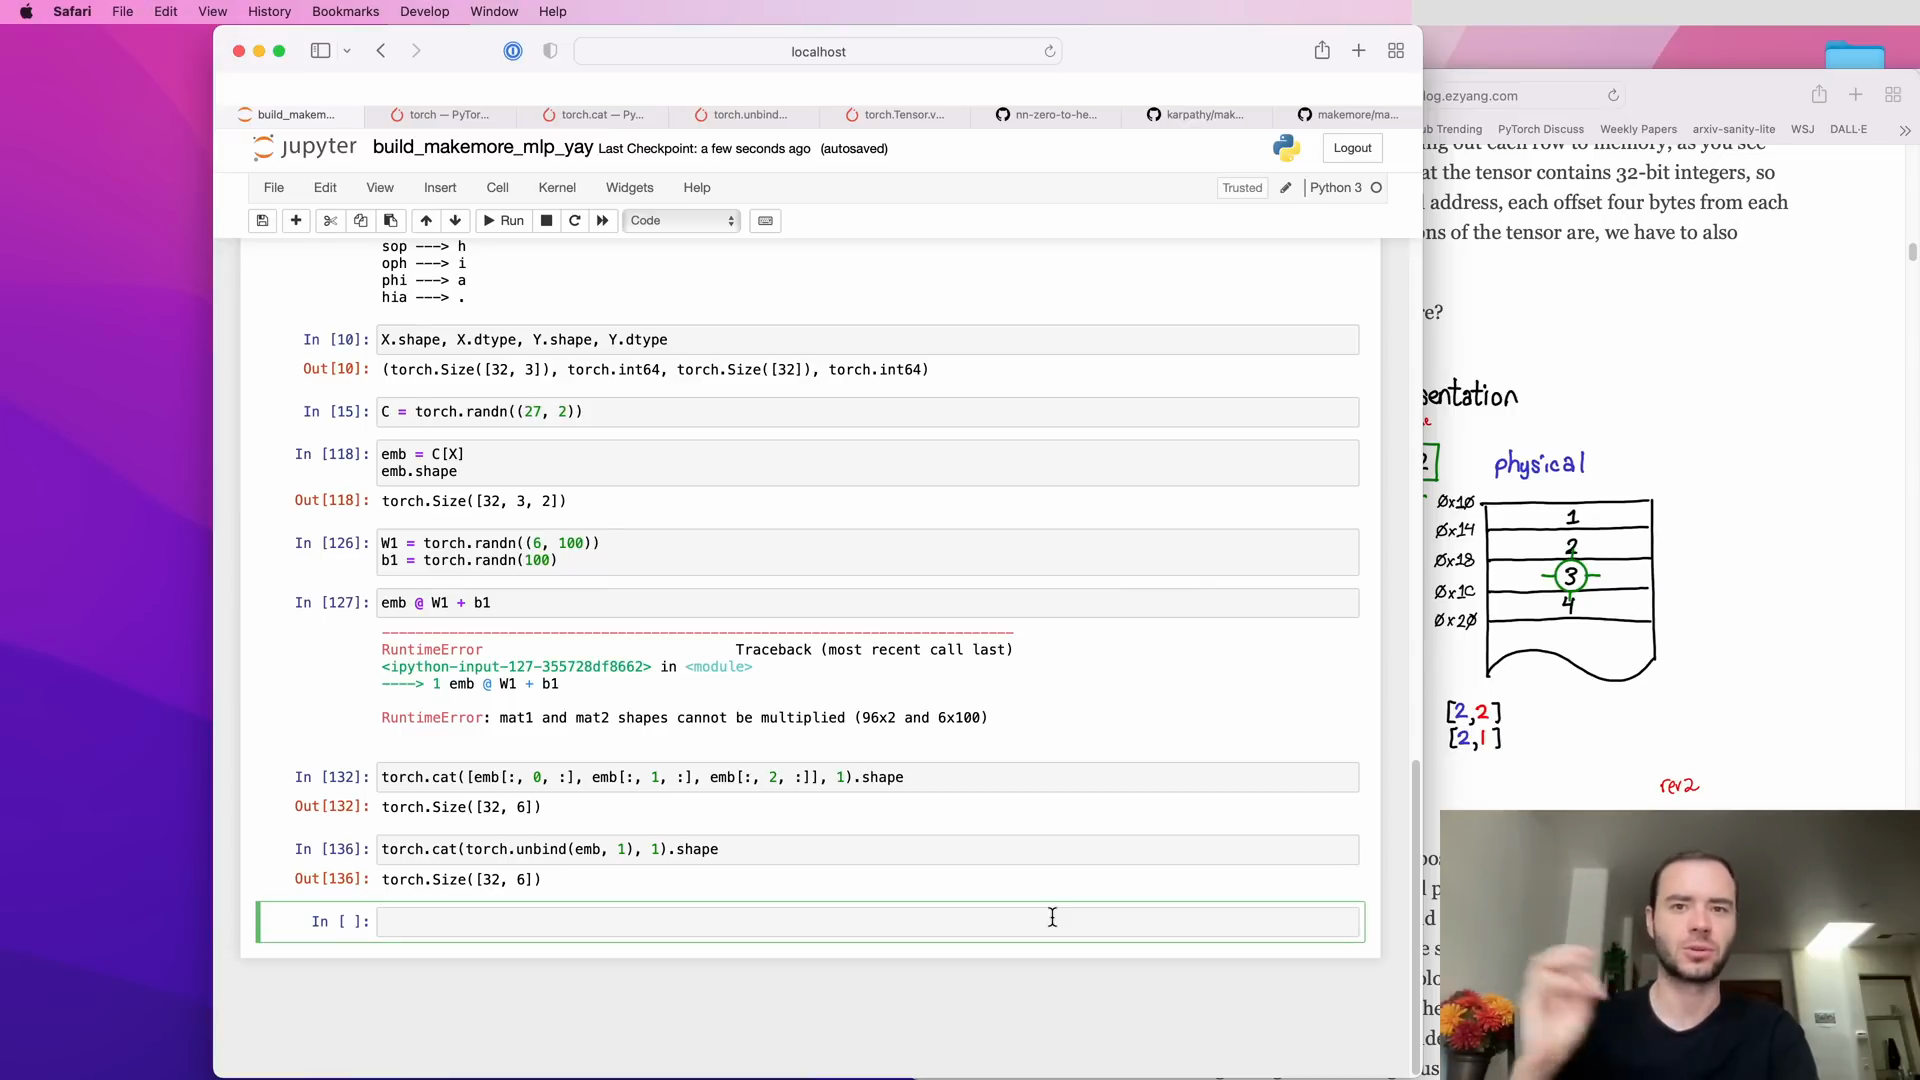 Safari File Edit View History Bookmarks Develop Window Help
localhost
build_makem... torch — PyTor... torch.cat — Py... torch.unbind... torch.Tensor.v... nn-zero-to-he... karpathy/mak... makemore/ma...
jupyter build_makemore_mlp_yay Last Checkpoint: a few seconds ago (autosaved) Logout
File Edit View Insert Cell Kernel Widgets Help Trusted Python 3
Run Code
sop ---> h
oph ---> i
phi ---> a
hia ---> .
In [10]: X.shape, X.dtype, Y.shape, Y.dtype
Out[10]: (torch.Size([32, 3]), torch.int64, torch.Size([32]), torch.int64)
In [15]: C = torch.randn((27, 2))
In [118]: emb = C[X]
emb.shape
Out[118]: torch.Size([32, 3, 2])
In [126]: W1 = torch.randn((6, 100))
b1 = torch.randn(100)
In [127]: emb @ W1 + b1
---------------------------------------------------------------------------
RuntimeError Traceback (most recent call last)
<ipython-input-127-355728df8662> in <module>
----> 1 emb @ W1 + b1
RuntimeError: mat1 and mat2 shapes cannot be multiplied (96x2 and 6x100)
In [132]: torch.cat([emb[:, 0, :], emb[:, 1, :], emb[:, 2, :]], 1).shape
Out[132]: torch.Size([32, 6])
In [136]: torch.cat(torch.unbind(emb, 1), 1).shape
Out[136]: torch.Size([32, 6])
In [ ]:
log.ezyang.com
ub Trending PyTorch Discuss Weekly Papers arxiv-sanity-lite WSJ DALL·E
ng out each row to memory, as you see
at the tensor contains 32-bit integers, so
l address, each offset four bytes from each
ons of the tensor are, we have to also
re?
sentation
physical
0x10
1
0x14
2
0x18
3
0x1C
4
0x20
[2,2]
[2,1]
rev2